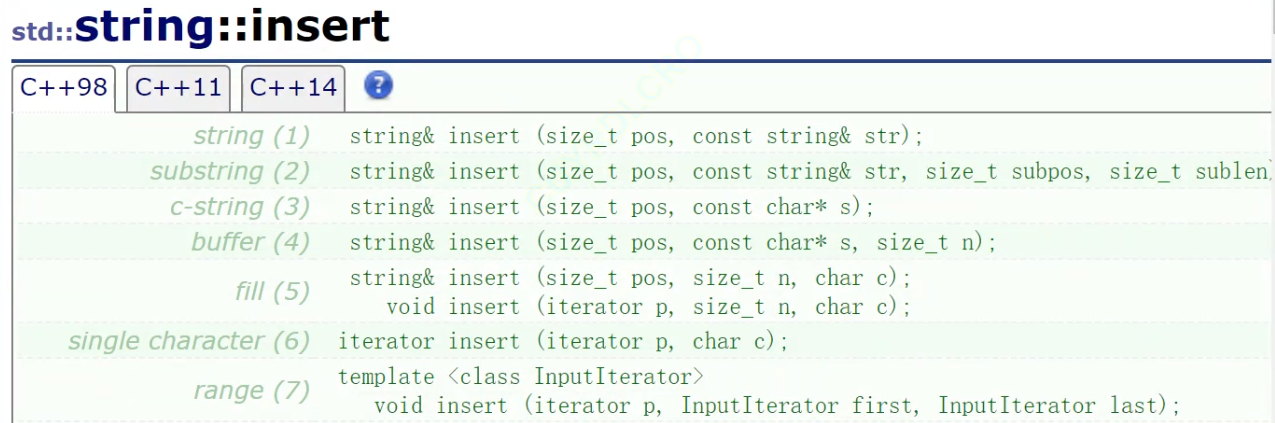 std::string::insert
C++98 C++11 C++14 ?
string (1) string& insert (size_t pos, const string& str);
substring (2) string& insert (size_t pos, const string& str, size_t subpos, size_t sublen)
c-string (3) string& insert (size_t pos, const char* s);
buffer (4) string& insert (size_t pos, const char* s, size_t n);
fill (5) string& insert (size_t pos, size_t n, char c);
void insert (iterator p, size_t n, char c);
single character (6) iterator insert (iterator p, char c);
range (7) template <class InputIterator>
void insert (iterator p, InputIterator first, InputIterator last);